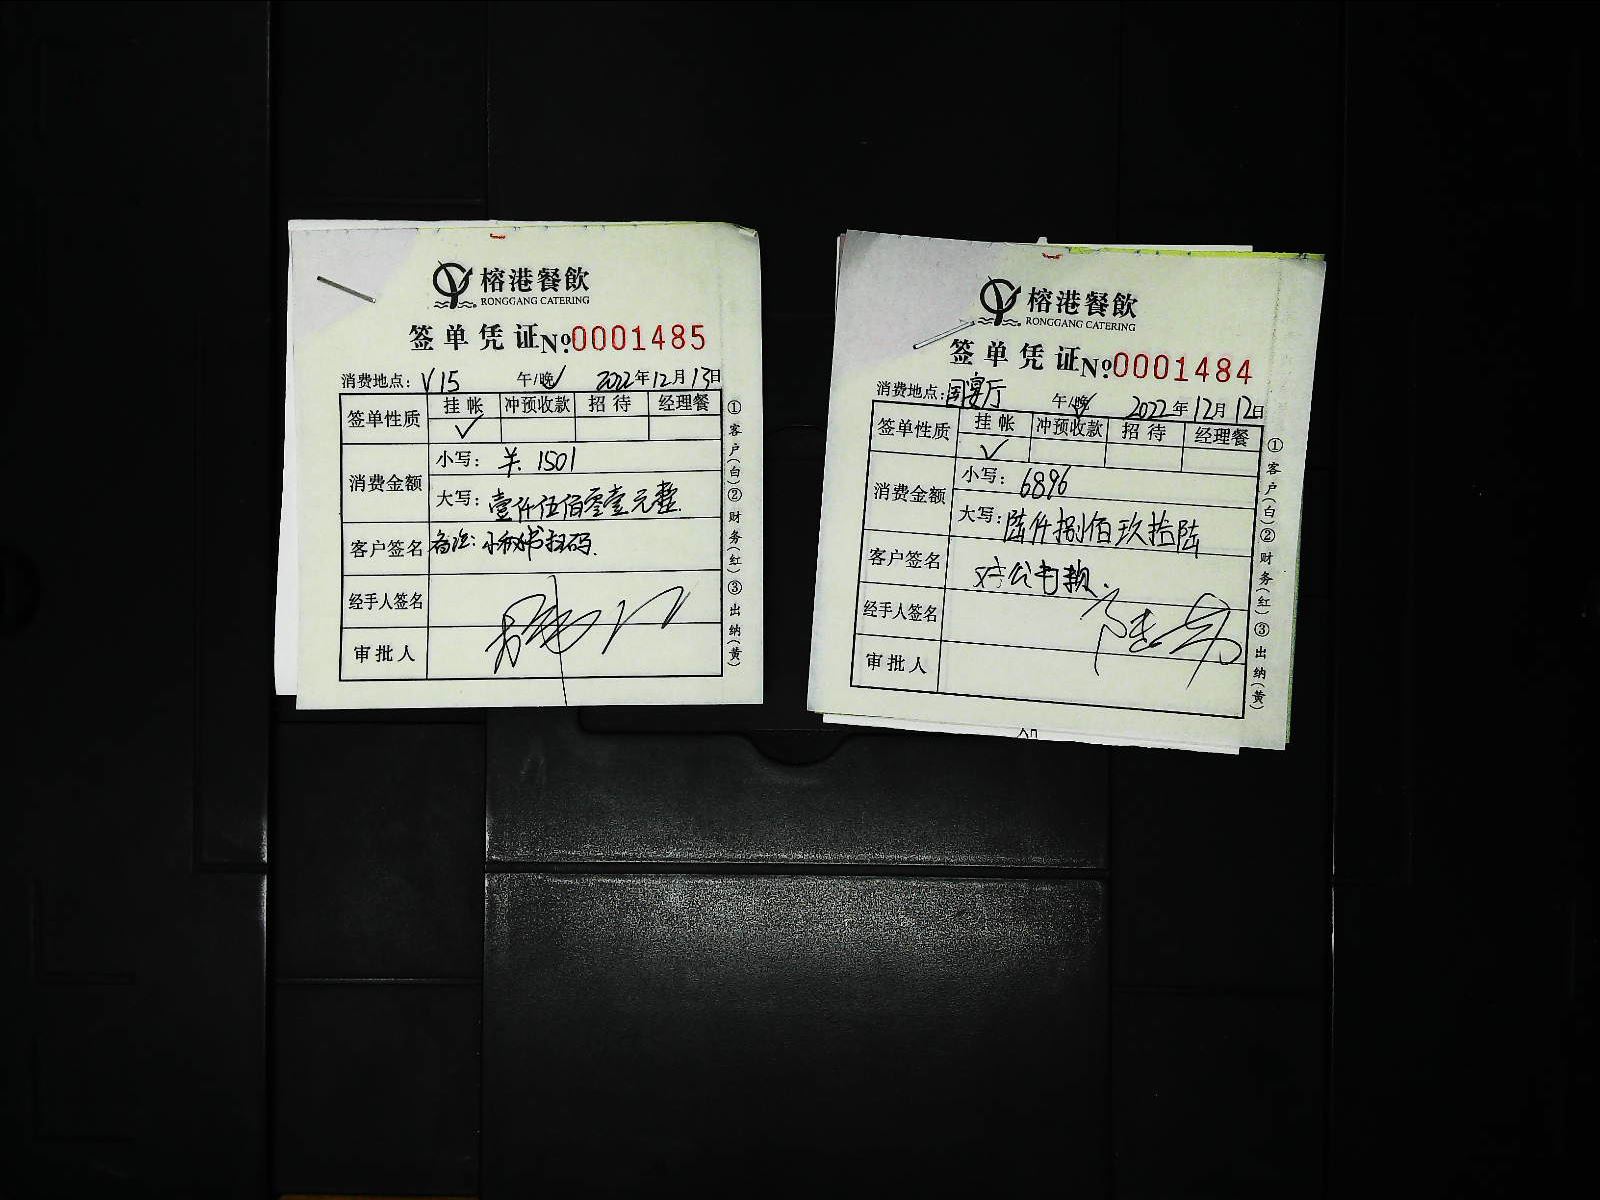 榕港餐飲
RONGGANG CATERING
签单凭证№0001485
消费地点：V15 午/晚✓ 2022年12月13日
签单性质 挂帐 冲预收款 招待 经理餐
✓
消费金额 小写：¥.1501
大写：壹仟伍佰零壹元整.
客户签名 备注：小秘书扫码.
经手人签名
审批人
①客户(白)②财务(红)③出纳(黄)
榕港餐飲
RONGGANG CATERING
签单凭证№0001484
消费地点：国宴厅 午/晚✓ 2022年12月12日
签单性质 挂帐 冲预收款 招待 经理餐
✓
消费金额 小写：6896
大写：陆仟捌佰玖拾陆
客户签名
经手人签名
审批人
①客户(白)②财务(红)③出纳(黄)